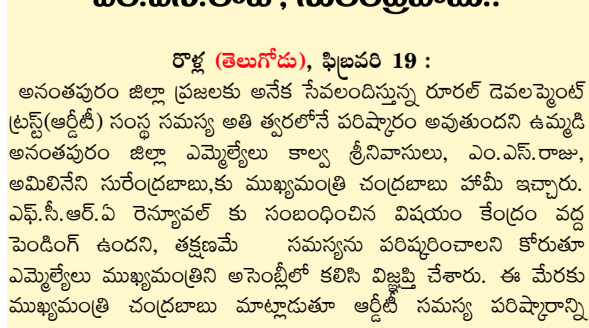 ఎం.ఎస్.రాజు, సురేంద్రబాబు..
రొళ్ల (తెలుగోడు), ఫిబ్రవరి 19 :
అనంతపురం జిల్లా ప్రజలకు అనేక సేవలందిస్తున్న రూరల్ డెవలప్మెంట్
ట్రస్ట్(ఆర్డీటీ) సంస్థ సమస్య అతి త్వరలోనే పరిష్కారం అవుతుందని ఉమ్మడి
అనంతపురం జిల్లా ఎమ్మెల్యేలు కాల్వ శ్రీనివాసులు, ఎం.ఎస్.రాజు,
అమిలినేని సురేంద్రబాబు,కు ముఖ్యమంత్రి చంద్రబాబు హామీ ఇచ్చారు.
ఎఫ్.సీ.ఆర్.ఏ రెన్యూవల్ కు సంబంధించిన విషయం కేంద్రం వద్ద
పెండింగ్ ఉందని, తక్షణమే సమస్యను పరిష్కరించాలని కోరుతూ
ఎమ్మెల్యేలు ముఖ్యమంత్రిని అసెంబ్లీలో కలిసి విజ్ఞప్తి చేశారు. ఈ మేరకు
ముఖ్యమంత్రి చంద్రబాబు మాట్లాడుతూ ఆర్డీటీ సమస్య పరిష్కారాన్ని